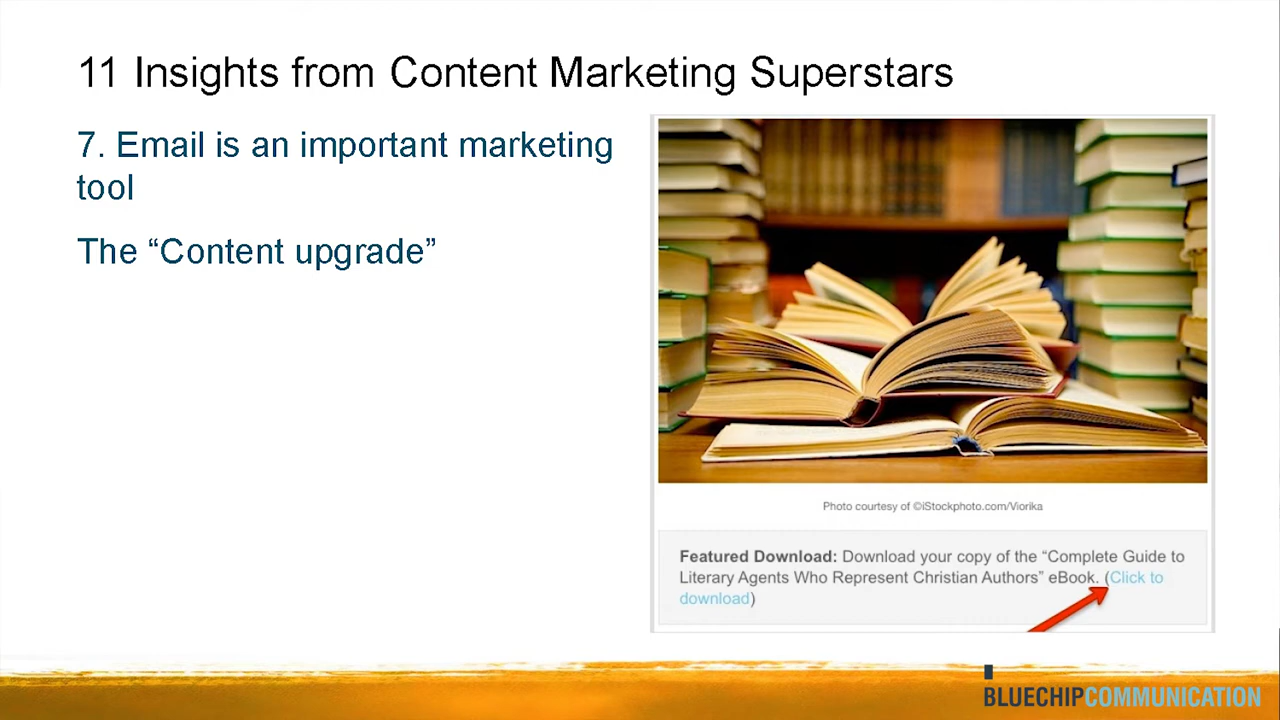 11 Insights from Content Marketing Superstars
7. Email is an important marketing
tool
The “Content upgrade”
Photo courtesy of ©iStockphoto.com/Viorika
Featured Download: Download your copy of the “Complete Guide to
Literary Agents Who Represent Christian Authors” eBook. (Click to
download)
BLUECHIPCOMMUNICATION